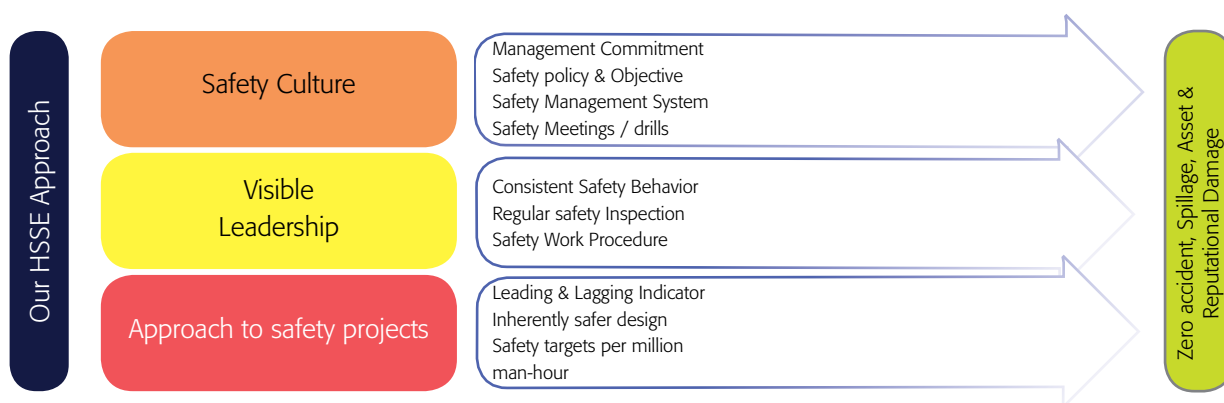 Our HSSE Approach
Safety Culture
Management Commitment
Safety policy & Objective
Safety Management System
Safety Meetings / drills
Visible
Leadership
Consistent Safety Behavior
Regular safety Inspection
Safety Work Procedure
Approach to safety projects
Leading & Lagging Indicator
Inherently safer design
Safety targets per million
man-hour
Zero accident, Spillage, Asset &
Reputational Damage